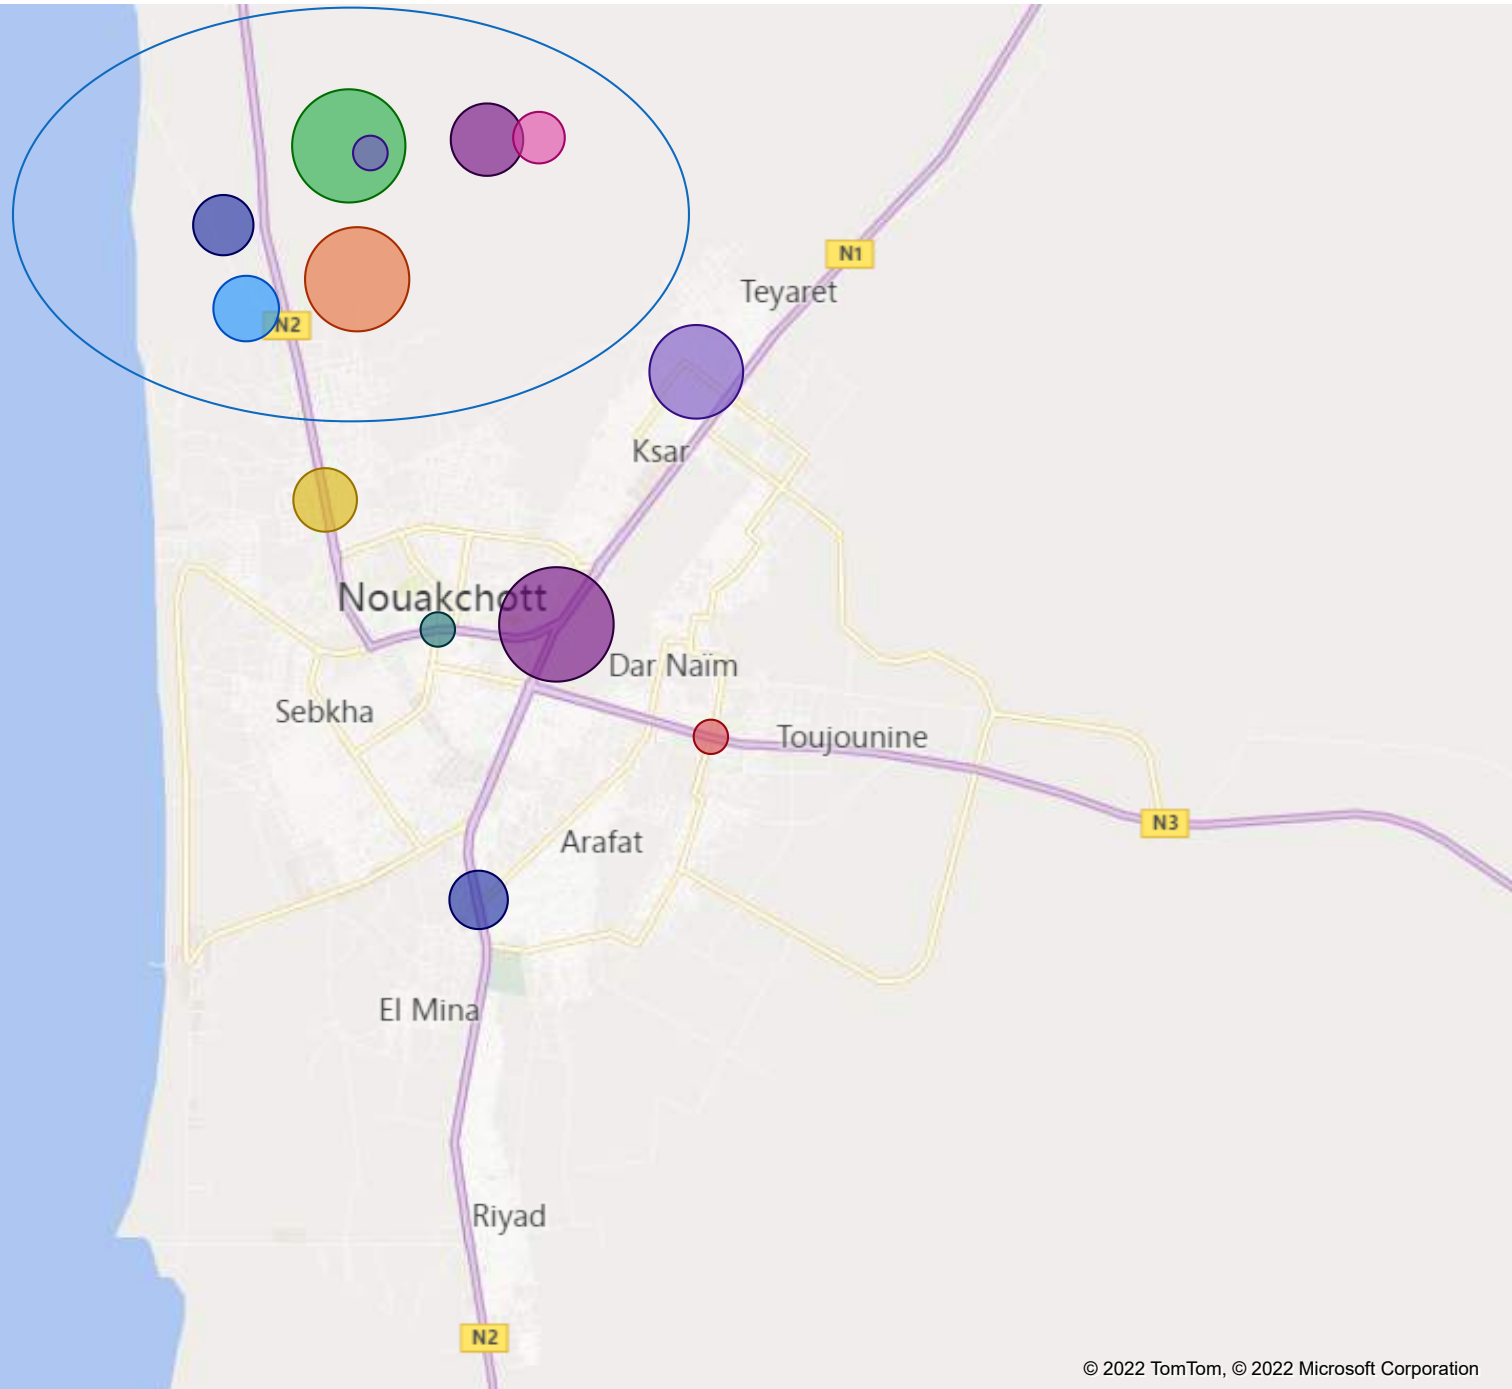 N1
Teyaret
N2
Ksar
Nouakchott
Dar Naïm
Sebkha
Toujounine
N3
Arafat
El Mina
Riyad
N2
© 2022 TomTom, © 2022 Microsoft Corporation